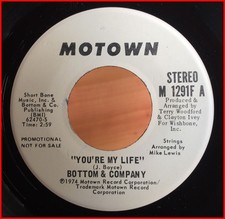 MOTOWN
Short Bone
Music, Inc. &
Bottom & Co.
Publishing
(BMI)
62470-S
Time: 2:59
PROMOTIONAL
NOT FOR SALE
STEREO
M 1291F A
Produced &
Arranged by
Terry Woodford
& Clayton Ivey
For Wishbone,
Inc.
Strings
Arranged by
Mike Lewis
"YOU'RE MY LIFE"
(J. Boyce)
BOTTOM & COMPANY
℗1974 Motown Record Corporation/
Trademark Motown Record
Corporation